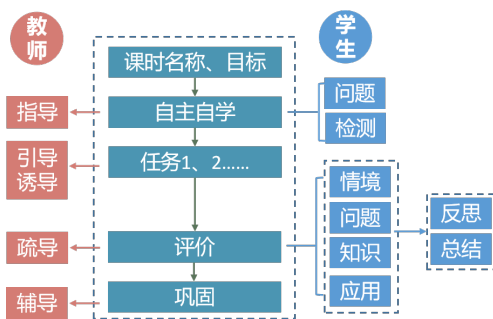 教
师
学
生
课时名称、目标
指导
自主自学
问题
检测
引导
诱导
任务1、2……
情境
问题
知识
应用
反思
总结
疏导
评价
辅导
巩固